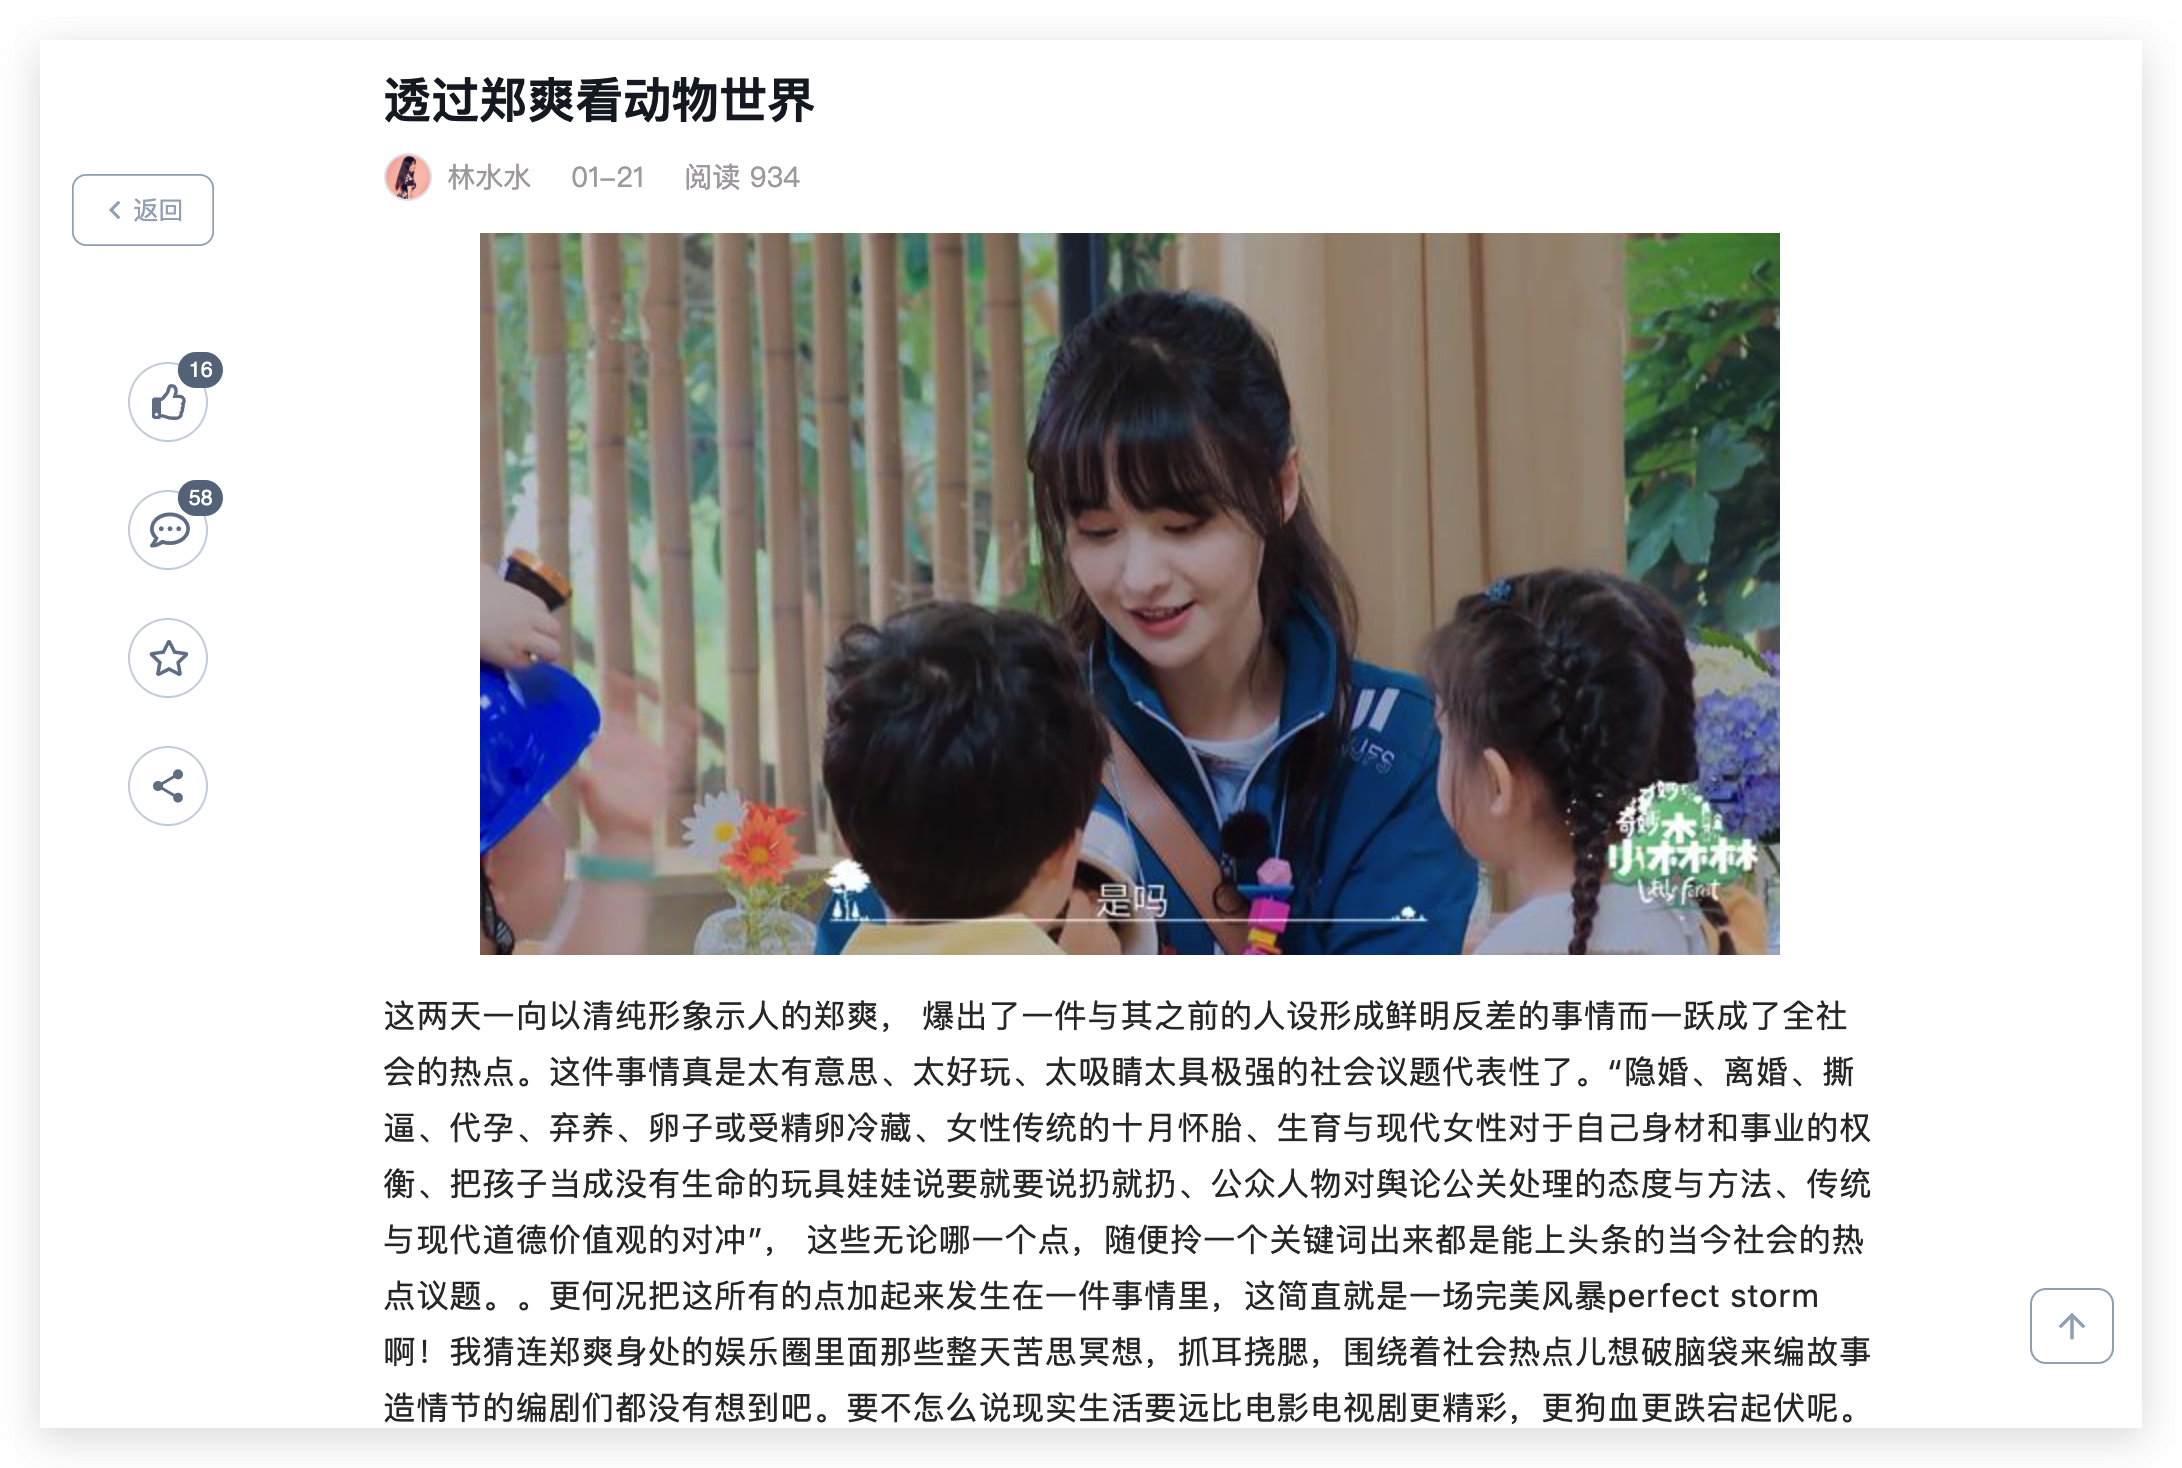 透过郑爽看动物世界
林水水 01-21 阅读 934
返回
16
58
奇妙
小森林
Little forest
是吗
这两天一向以清纯形象示人的郑爽， 爆出了一件与其之前的人设形成鲜明反差的事情而一跃成了全社
会的热点。这件事情真是太有意思、太好玩、太吸睛太具极强的社会议题代表性了。“隐婚、离婚、撕
逼、代孕、弃养、卵子或受精卵冷藏、女性传统的十月怀胎、生育与现代女性对于自己身材和事业的权
衡、把孩子当成没有生命的玩具娃娃说要就要说扔就扔、公众人物对舆论公关处理的态度与方法、传统
与现代道德价值观的对冲”， 这些无论哪一个点，随便拎一个关键词出来都是能上头条的当今社会的热
点议题。。更何况把这所有的点加起来发生在一件事情里，这简直就是一场完美风暴perfect storm
啊！我猜连郑爽身处的娱乐圈里面那些整天苦思冥想，抓耳挠腮，围绕着社会热点儿想破脑袋来编故事
造情节的编剧们都没有想到吧。要不怎么说现实生活要远比电影电视剧更精彩，更狗血更跌宕起伏呢。